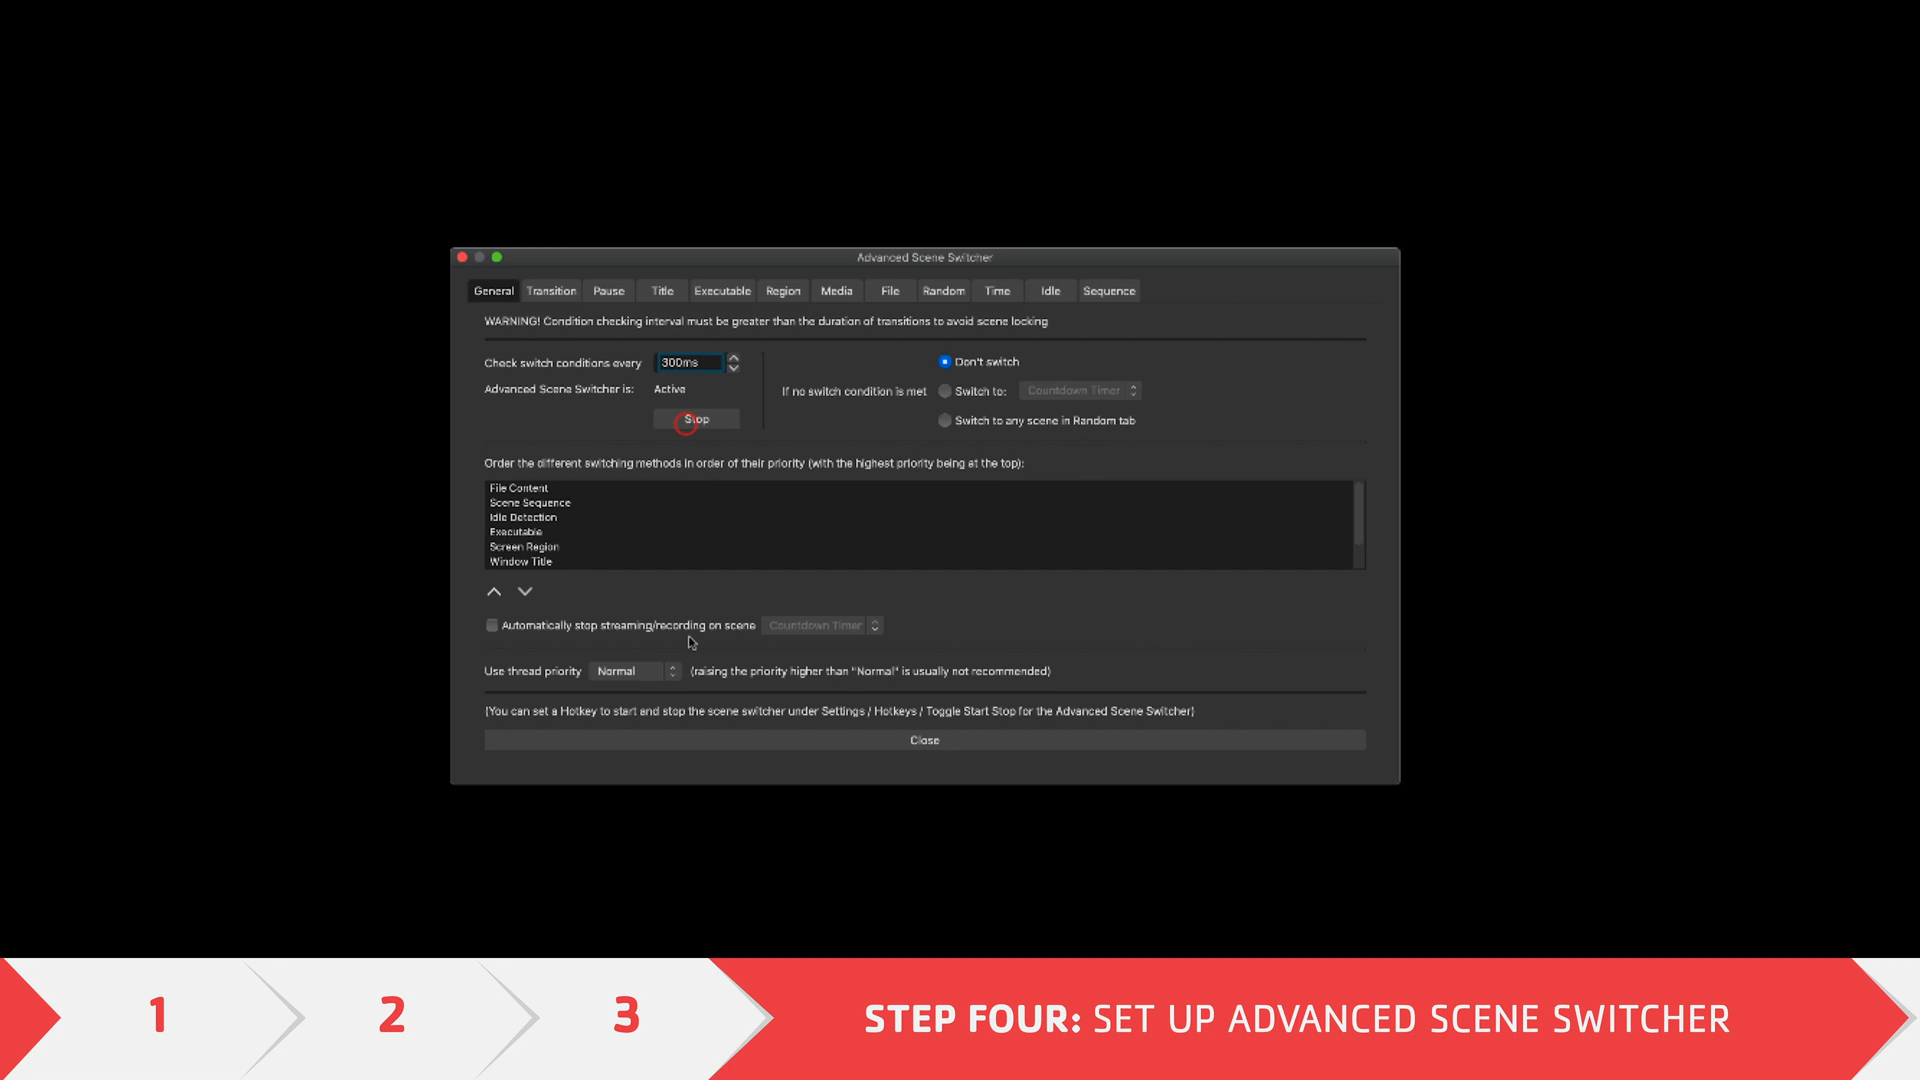 Advanced Scene Switcher
General Transition Pause Title Executable Region Media File Random Time Idle Sequence
WARNING! Condition checking interval must be greater than the duration of transitions to avoid scene locking
Check switch conditions every 300ms
Don't switch
Advanced Scene Switcher is: Active
If no switch condition is met Switch to: Countdown Timer
Stop
Switch to any scene in Random tab
Order the different switching methods in order of their priority (with the highest priority being at the top):
File Content
Scene Sequence
Idle Detection
Executable
Screen Region
Window Title
Automatically stop streaming/recording on scene Countdown Timer
Use thread priority Normal (raising the priority higher than "Normal" is usually not recommended)
(You can set a Hotkey to start and stop the scene switcher under Settings / Hotkeys / Toggle Start Stop for the Advanced Scene Switcher)
Close
1 2 3 STEP FOUR: SET UP ADVANCED SCENE SWITCHER